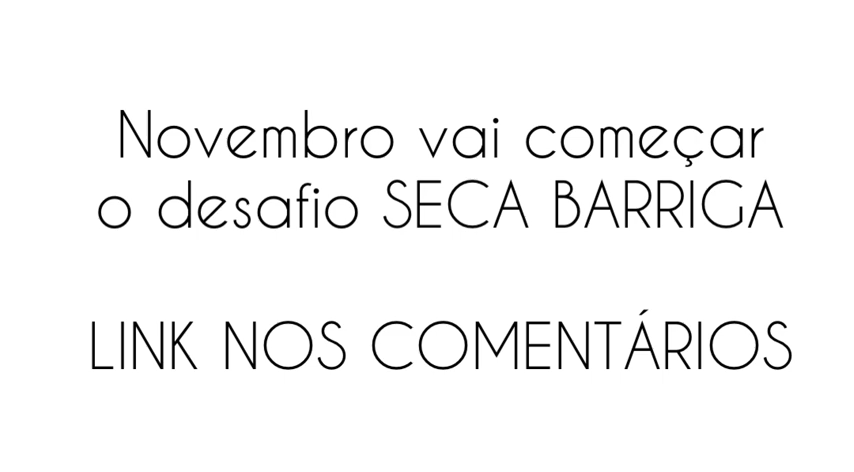 Novembro vai começar
o desafio SECA BARRIGA
LINK NOS COMENTÁRIOS